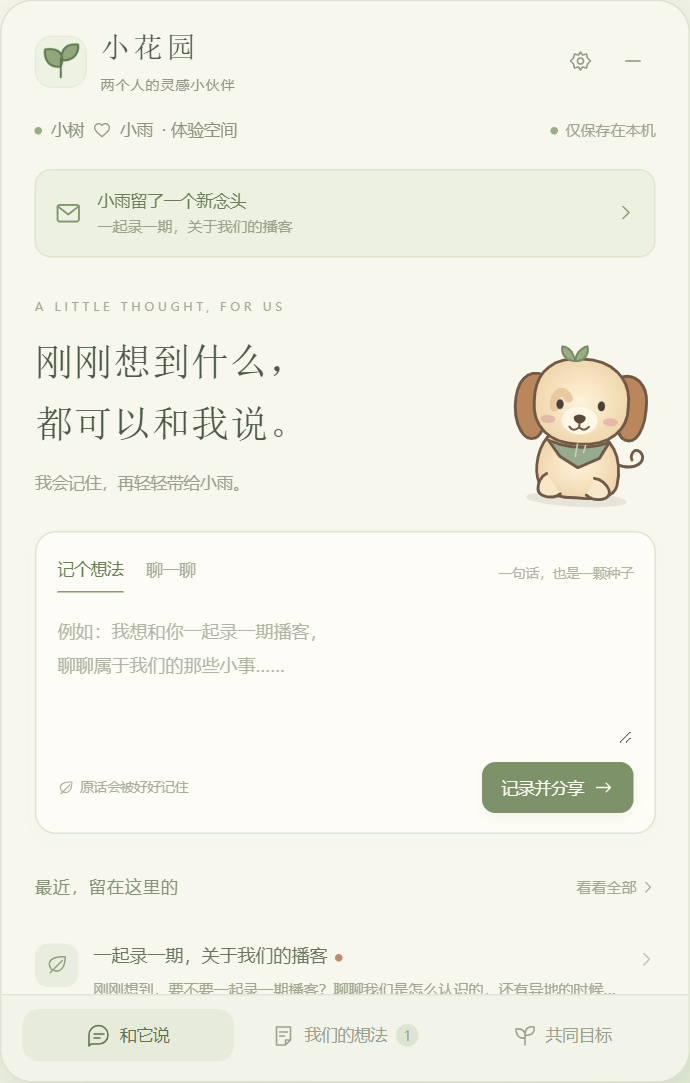 小花园
两个人的灵感小伙伴
小树 ♡ 小雨 · 体验空间
仅保存在本机
小雨留了一个新念头
一起录一期，关于我们的播客
A LITTLE THOUGHT, FOR US
刚刚想到什么，
都可以和我说。
我会记住，再轻轻带给小雨。
记个想法
聊一聊
一句话，也是一颗种子
例如：我想和你一起录一期播客，
聊聊属于我们的那些小事……
原话会被好好记住
记录并分享 →
最近，留在这里的
看看全部
一起录一期，关于我们的播客
刚刚想到，要不要一起录一期播客？聊聊我们是怎么认识的，还有异地的时候...
和它说
我们的想法 1
共同目标